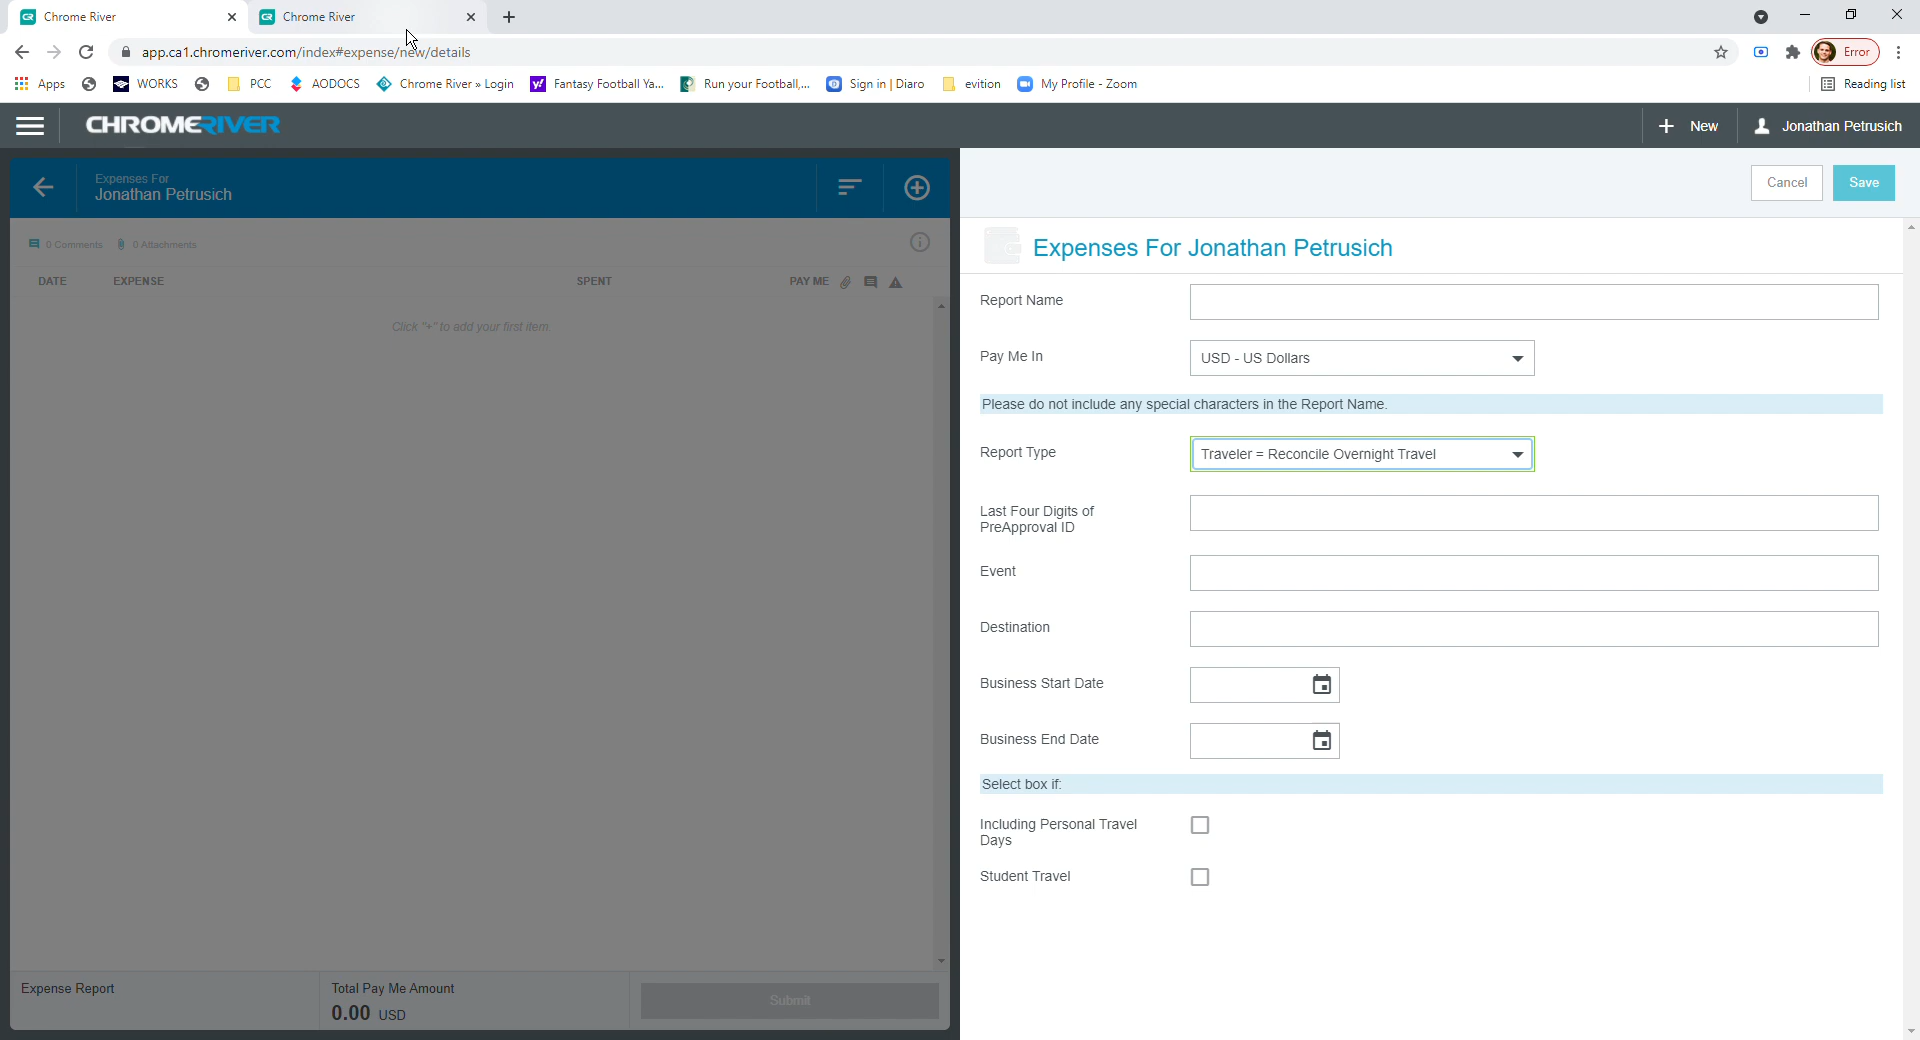 Chrome River
Chrome River
app.ca1.chromeriver.com/index#expense/new/details
Error
Apps
WORKS
PCC
AODOCS
Chrome River » Login
Fantasy Football Ya...
Run your Football,...
Sign in | Diaro
evition
My Profile - Zoom
Reading list
CHROMERIVER
New
Jonathan Petrusich
Expenses For
Jonathan Petrusich
0 Comments
0 Attachments
DATE
EXPENSE
SPENT
PAY ME
Click "+" to add your first item
Expense Report
Total Pay Me Amount
0.00 USD
Submit
Cancel
Save
Expenses For Jonathan Petrusich
Report Name
Pay Me In
USD - US Dollars
Please do not include any special characters in the Report Name.
Report Type
Traveler = Reconcile Overnight Travel
Last Four Digits of
PreApproval ID
Event
Destination
Business Start Date
Business End Date
Select box if:
Including Personal Travel
Days
Student Travel